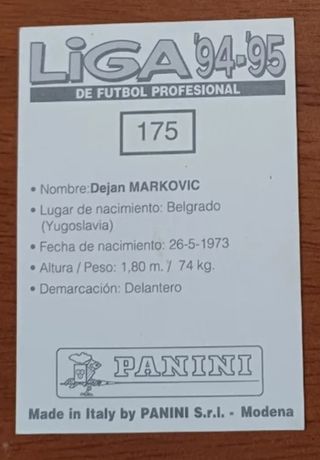 LiGA '94-'95
DE FUTBOL PROFESIONAL
175
• Nombre:Dejan MARKOVIC
• Lugar de nacimiento: Belgrado
(Yugoslavia)
• Fecha de nacimiento: 26-5-1973
• Altura / Peso: 1,80 m. / 74 kg.
• Demarcación: Delantero
PANINI
Made in Italy by PANINI S.r.l. - Modena